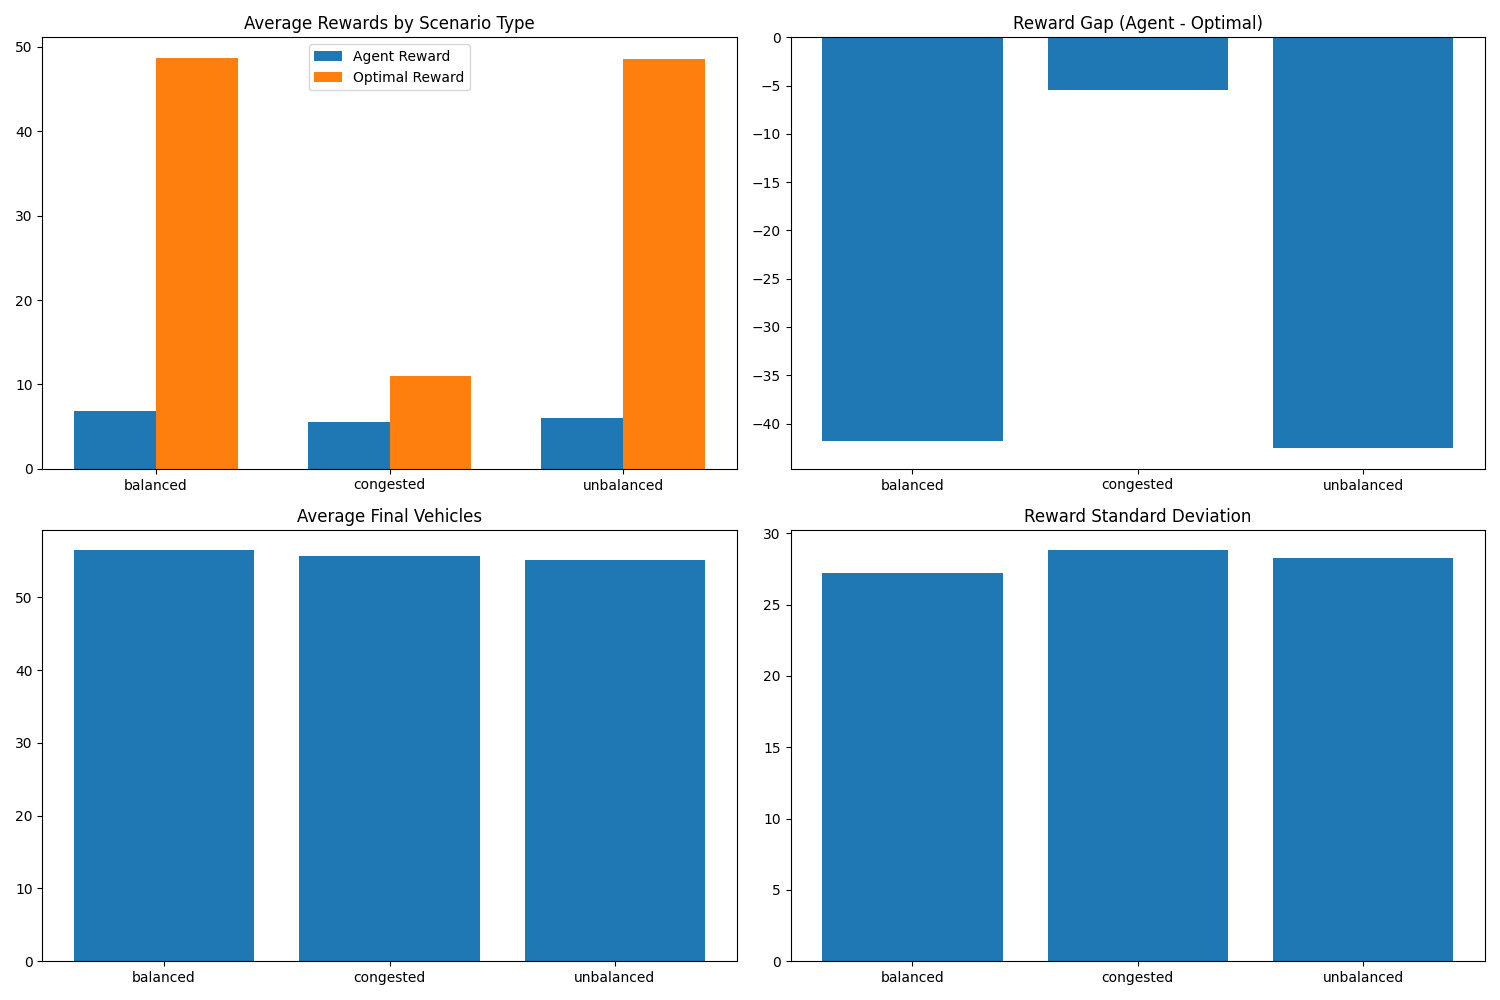 Average Rewards by Scenario Type
Agent Reward
Optimal Reward
50
40
30
20
10
0
balanced congested unbalanced
Reward Gap (Agent - Optimal)
0
−5
−10
−15
−20
−25
−30
−35
−40
balanced congested unbalanced
Average Final Vehicles
50
40
30
20
10
0
balanced congested unbalanced
Reward Standard Deviation
30
25
20
15
10
5
0
balanced congested unbalanced